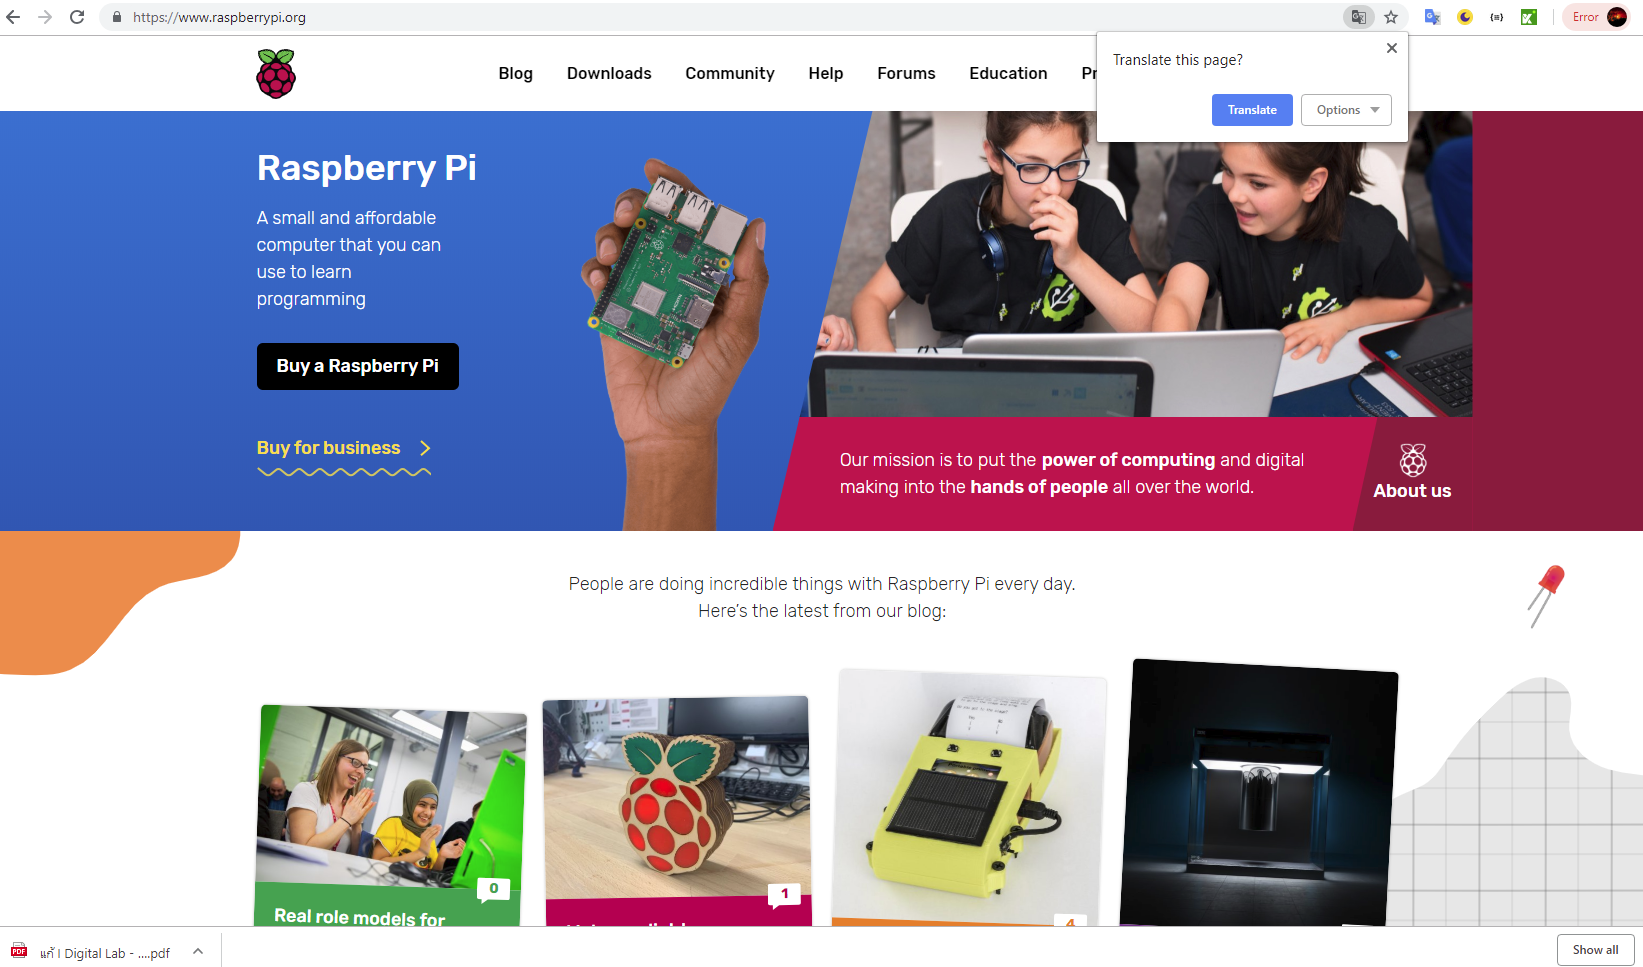 https://www.raspberrypi.org
Error
Blog
Downloads
Community
Help
Forums
Education
Translate this page?
Translate
Options
Raspberry Pi
A small and affordable
computer that you can
use to learn
programming
Buy a Raspberry Pi
Buy for business
Our mission is to put the power of computing and digital
making into the hands of people all over the world.
About us
People are doing incredible things with Raspberry Pi every day.
Here's the latest from our blog:
0
Real role models for
1
4
PDF
แก้ I Digital Lab - ....pdf
Show all